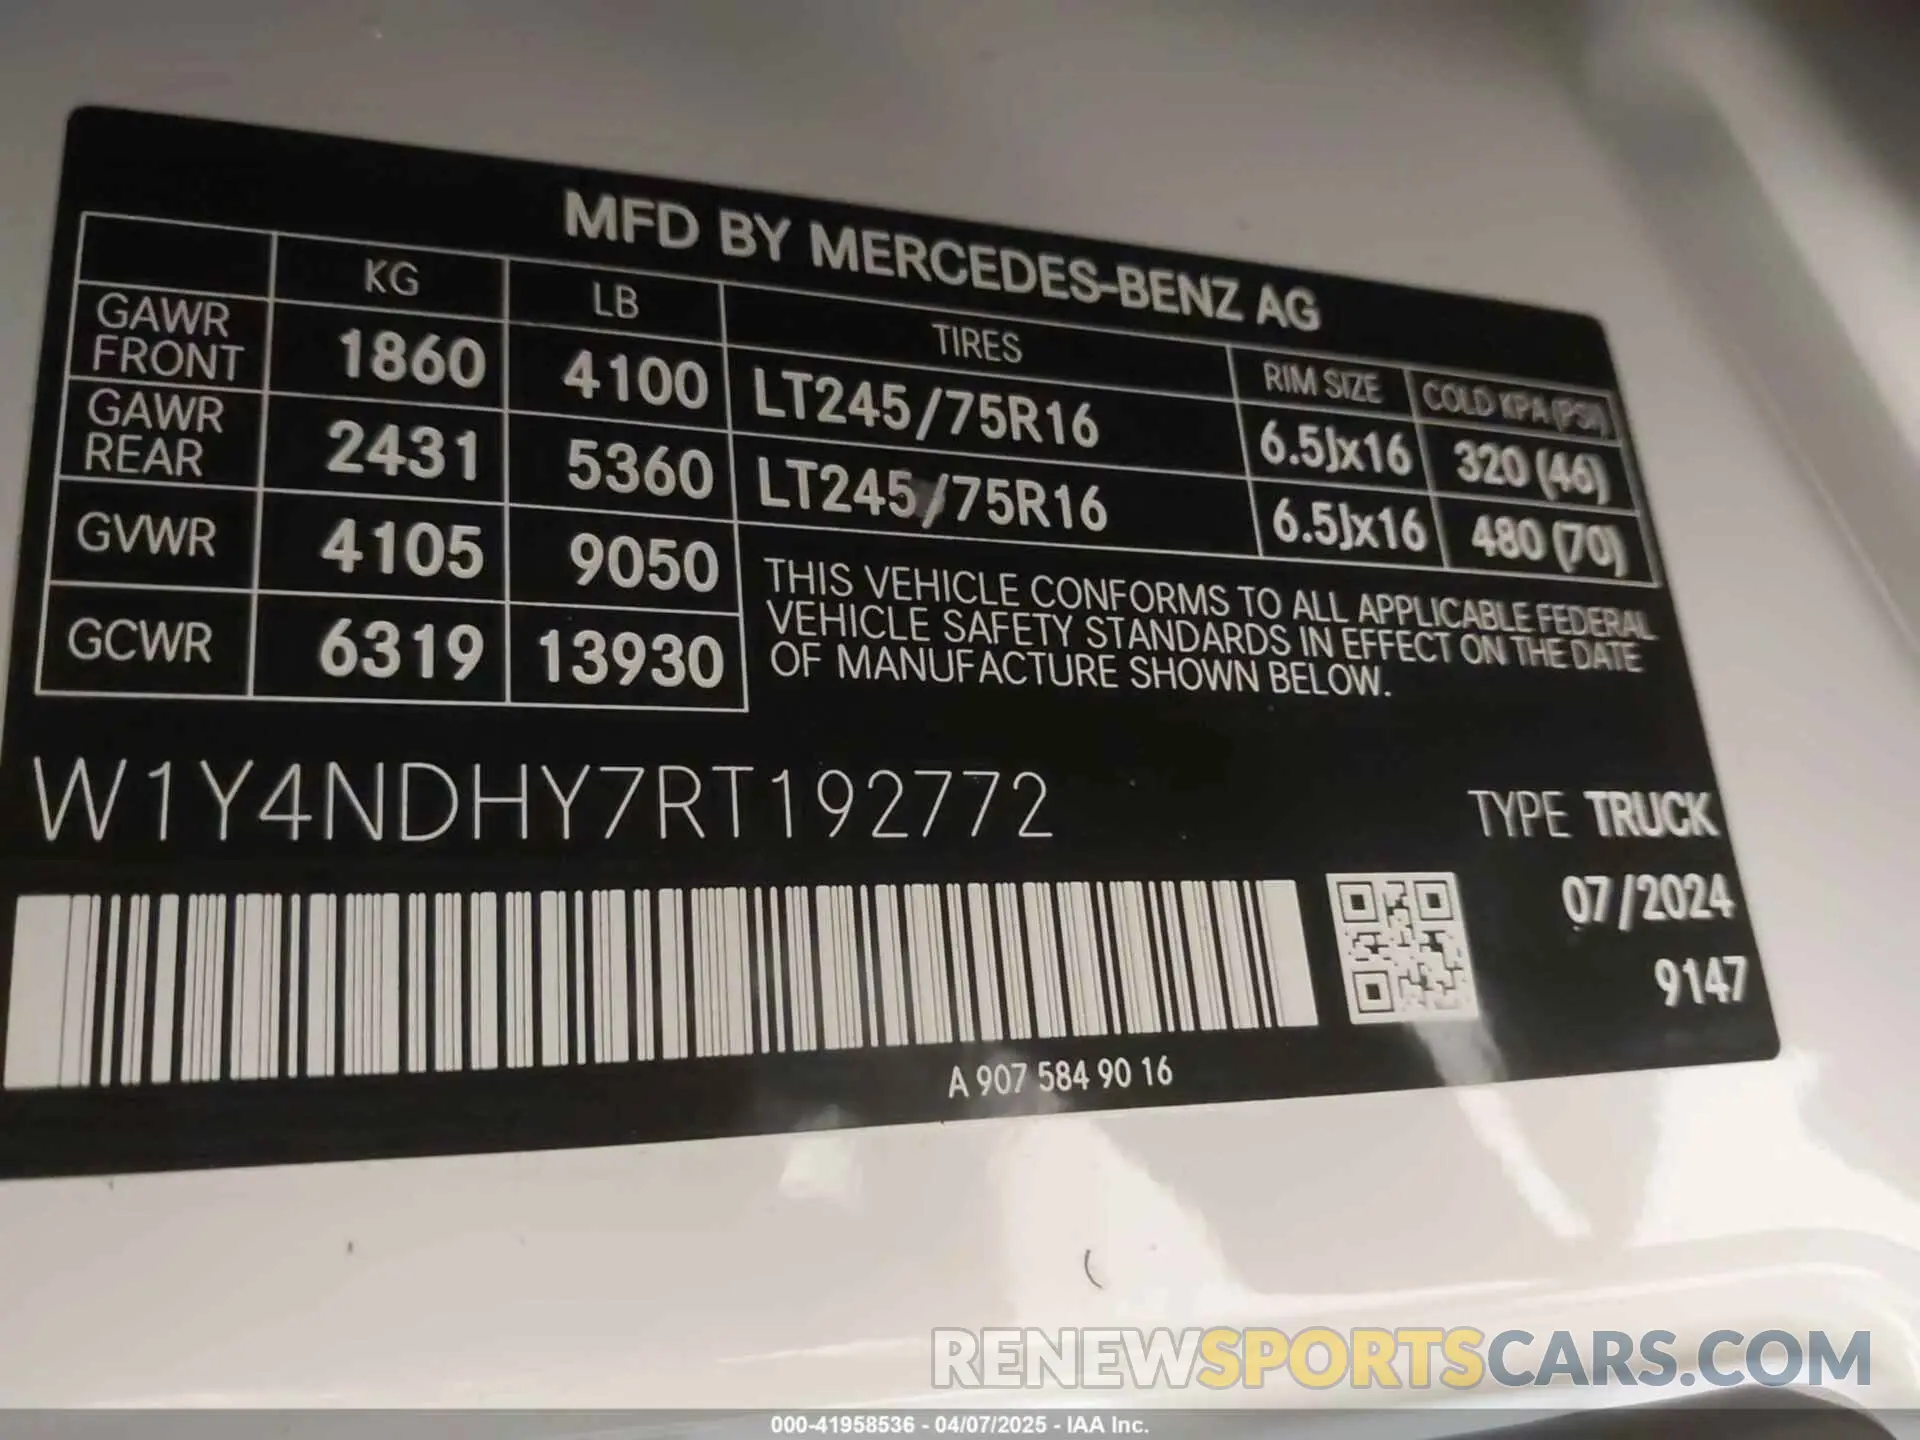 MFD BY MERCEDES-BENZ AG
KG LB TIRES RIM SIZE COLD KPA (PSI)
GAWR FRONT 1860 4100 LT245/75R16 6.5Jx16 320 (46)
GAWR REAR 2431 5360 LT245/75R16 6.5Jx16 480 (70)
GVWR 4105 9050
GCWR 6319 13930
THIS VEHICLE CONFORMS TO ALL APPLICABLE FEDERAL
VEHICLE SAFETY STANDARDS IN EFFECT ON THE DATE
OF MANUFACTURE SHOWN BELOW.
W1Y4NDHY7RT192772
TYPE TRUCK
07/2024
9147
A 907 584 90 16
RENEWSPORTSCARS.COM
000-41958536 - 04/07/2025 - IAA Inc.